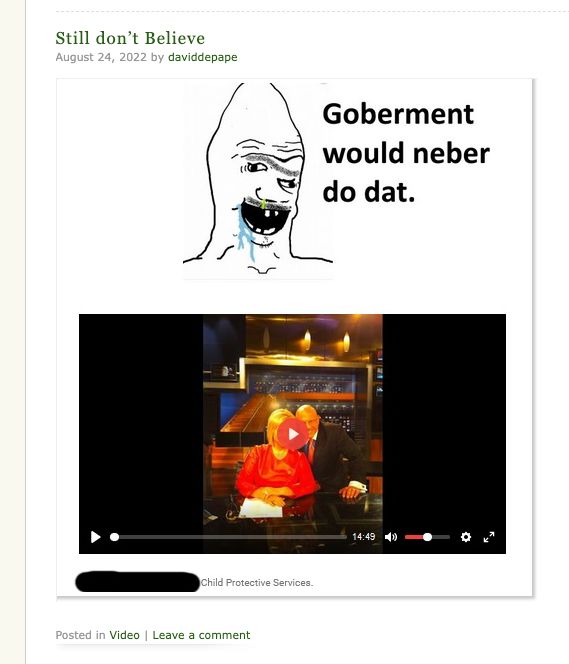 Still don't Believe
August 24, 2022 by daviddepape
Goberment
would neber
do dat.
14:49
Child Protective Services.
Posted in Video | Leave a comment